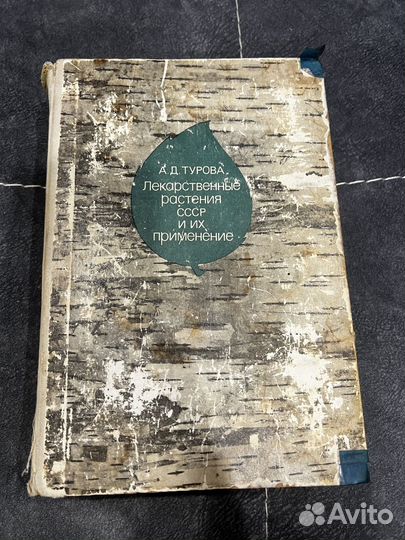 А. Д. ТУРОВА
Лекарственные
растения
СССР
и их
применение
Avito